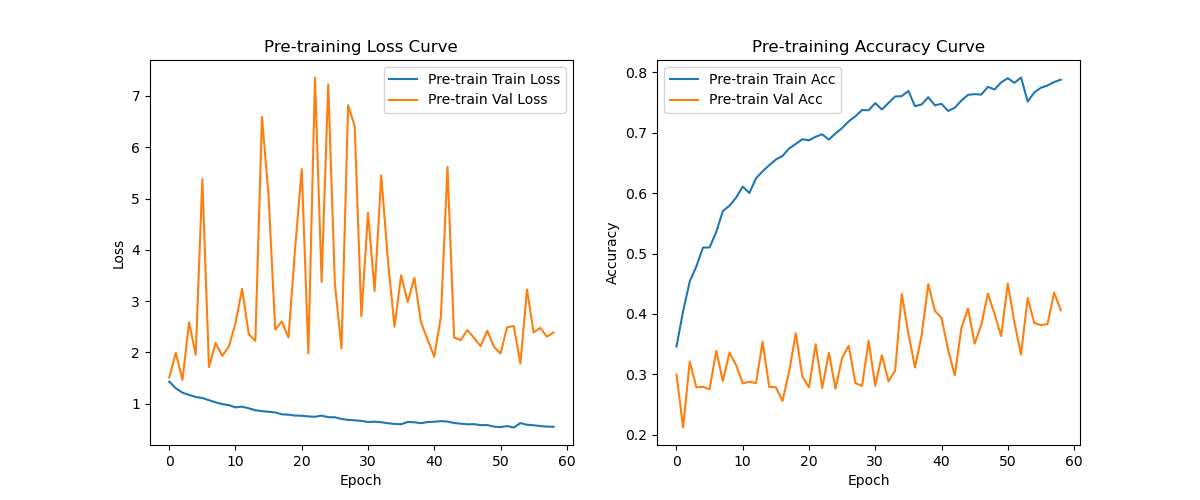 Pre-training Loss Curve
Pre-train Train Loss
Pre-train Val Loss
7
6
5
4
3
2
1
Loss
0 10 20 30 40 50 60
Epoch
Pre-training Accuracy Curve
Pre-train Train Acc
Pre-train Val Acc
0.8
0.7
0.6
0.5
0.4
0.3
0.2
Accuracy
0 10 20 30 40 50 60
Epoch